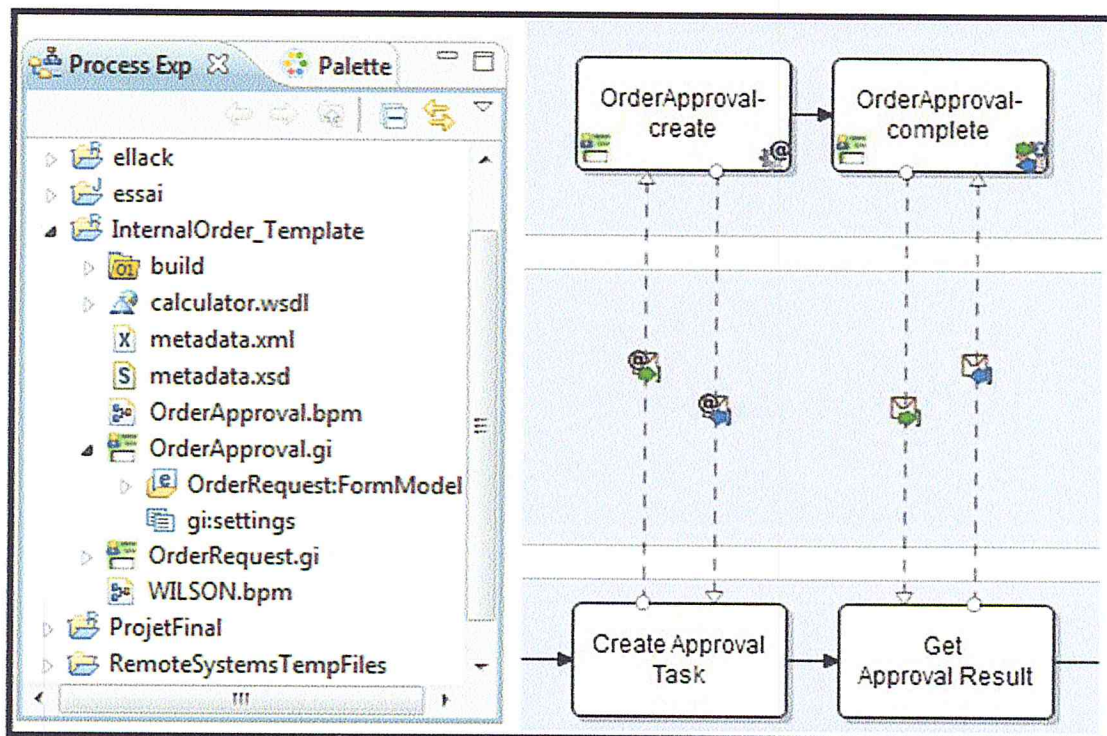 Process Exp
Palette
ellack
essai
InternalOrder_Template
build
calculator.wsdl
metadata.xml
metadata.xsd
OrderApproval.bpm
OrderApproval.gi
OrderRequest:FormModel
gi:settings
OrderRequest.gi
WILSON.bpm
ProjetFinal
RemoteSystemsTempFiles
OrderApproval-
create
OrderApproval-
complete
Create Approval
Task
Get
Approval Result